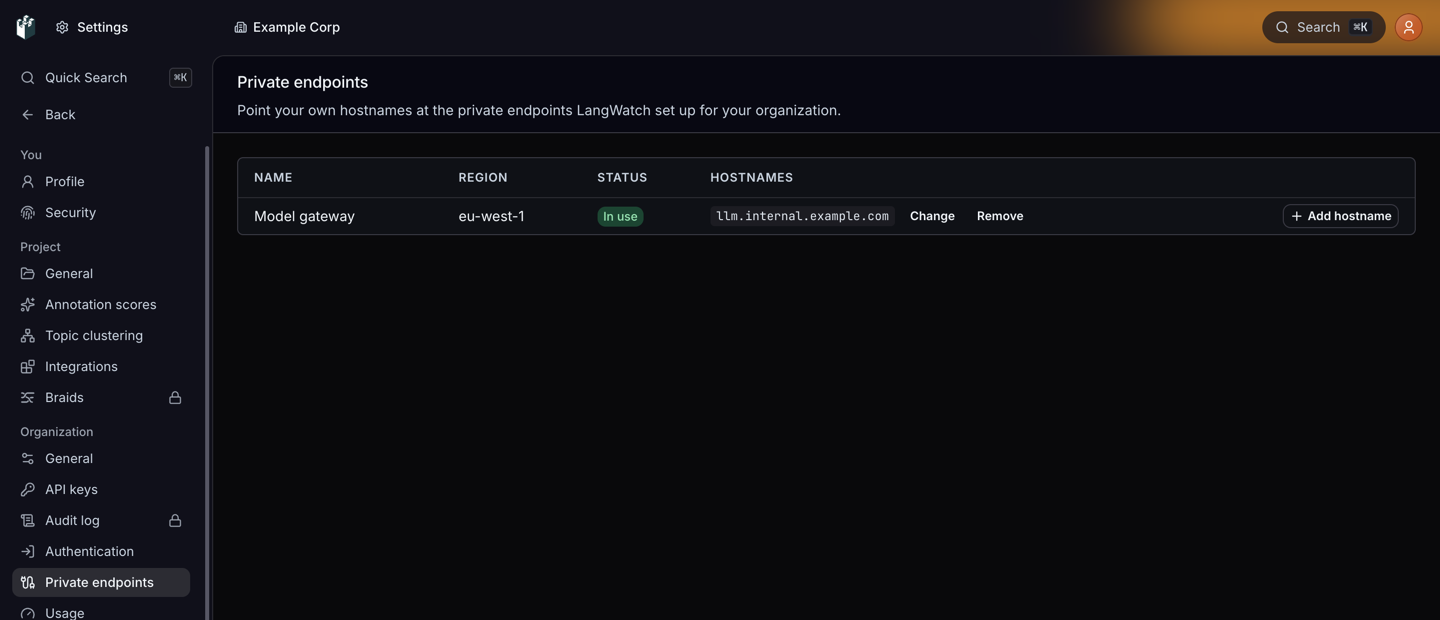 Settings
Example Corp
Search ⌘K
Quick Search ⌘K
Back
You
Profile
Security
Project
General
Annotation scores
Topic clustering
Integrations
Braids
Organization
General
API keys
Audit log
Authentication
Private endpoints
Usage
Private endpoints
Point your own hostnames at the private endpoints LangWatch set up for your organization.
NAME REGION STATUS HOSTNAMES
Model gateway eu-west-1 In use llm.internal.example.com Change Remove + Add hostname